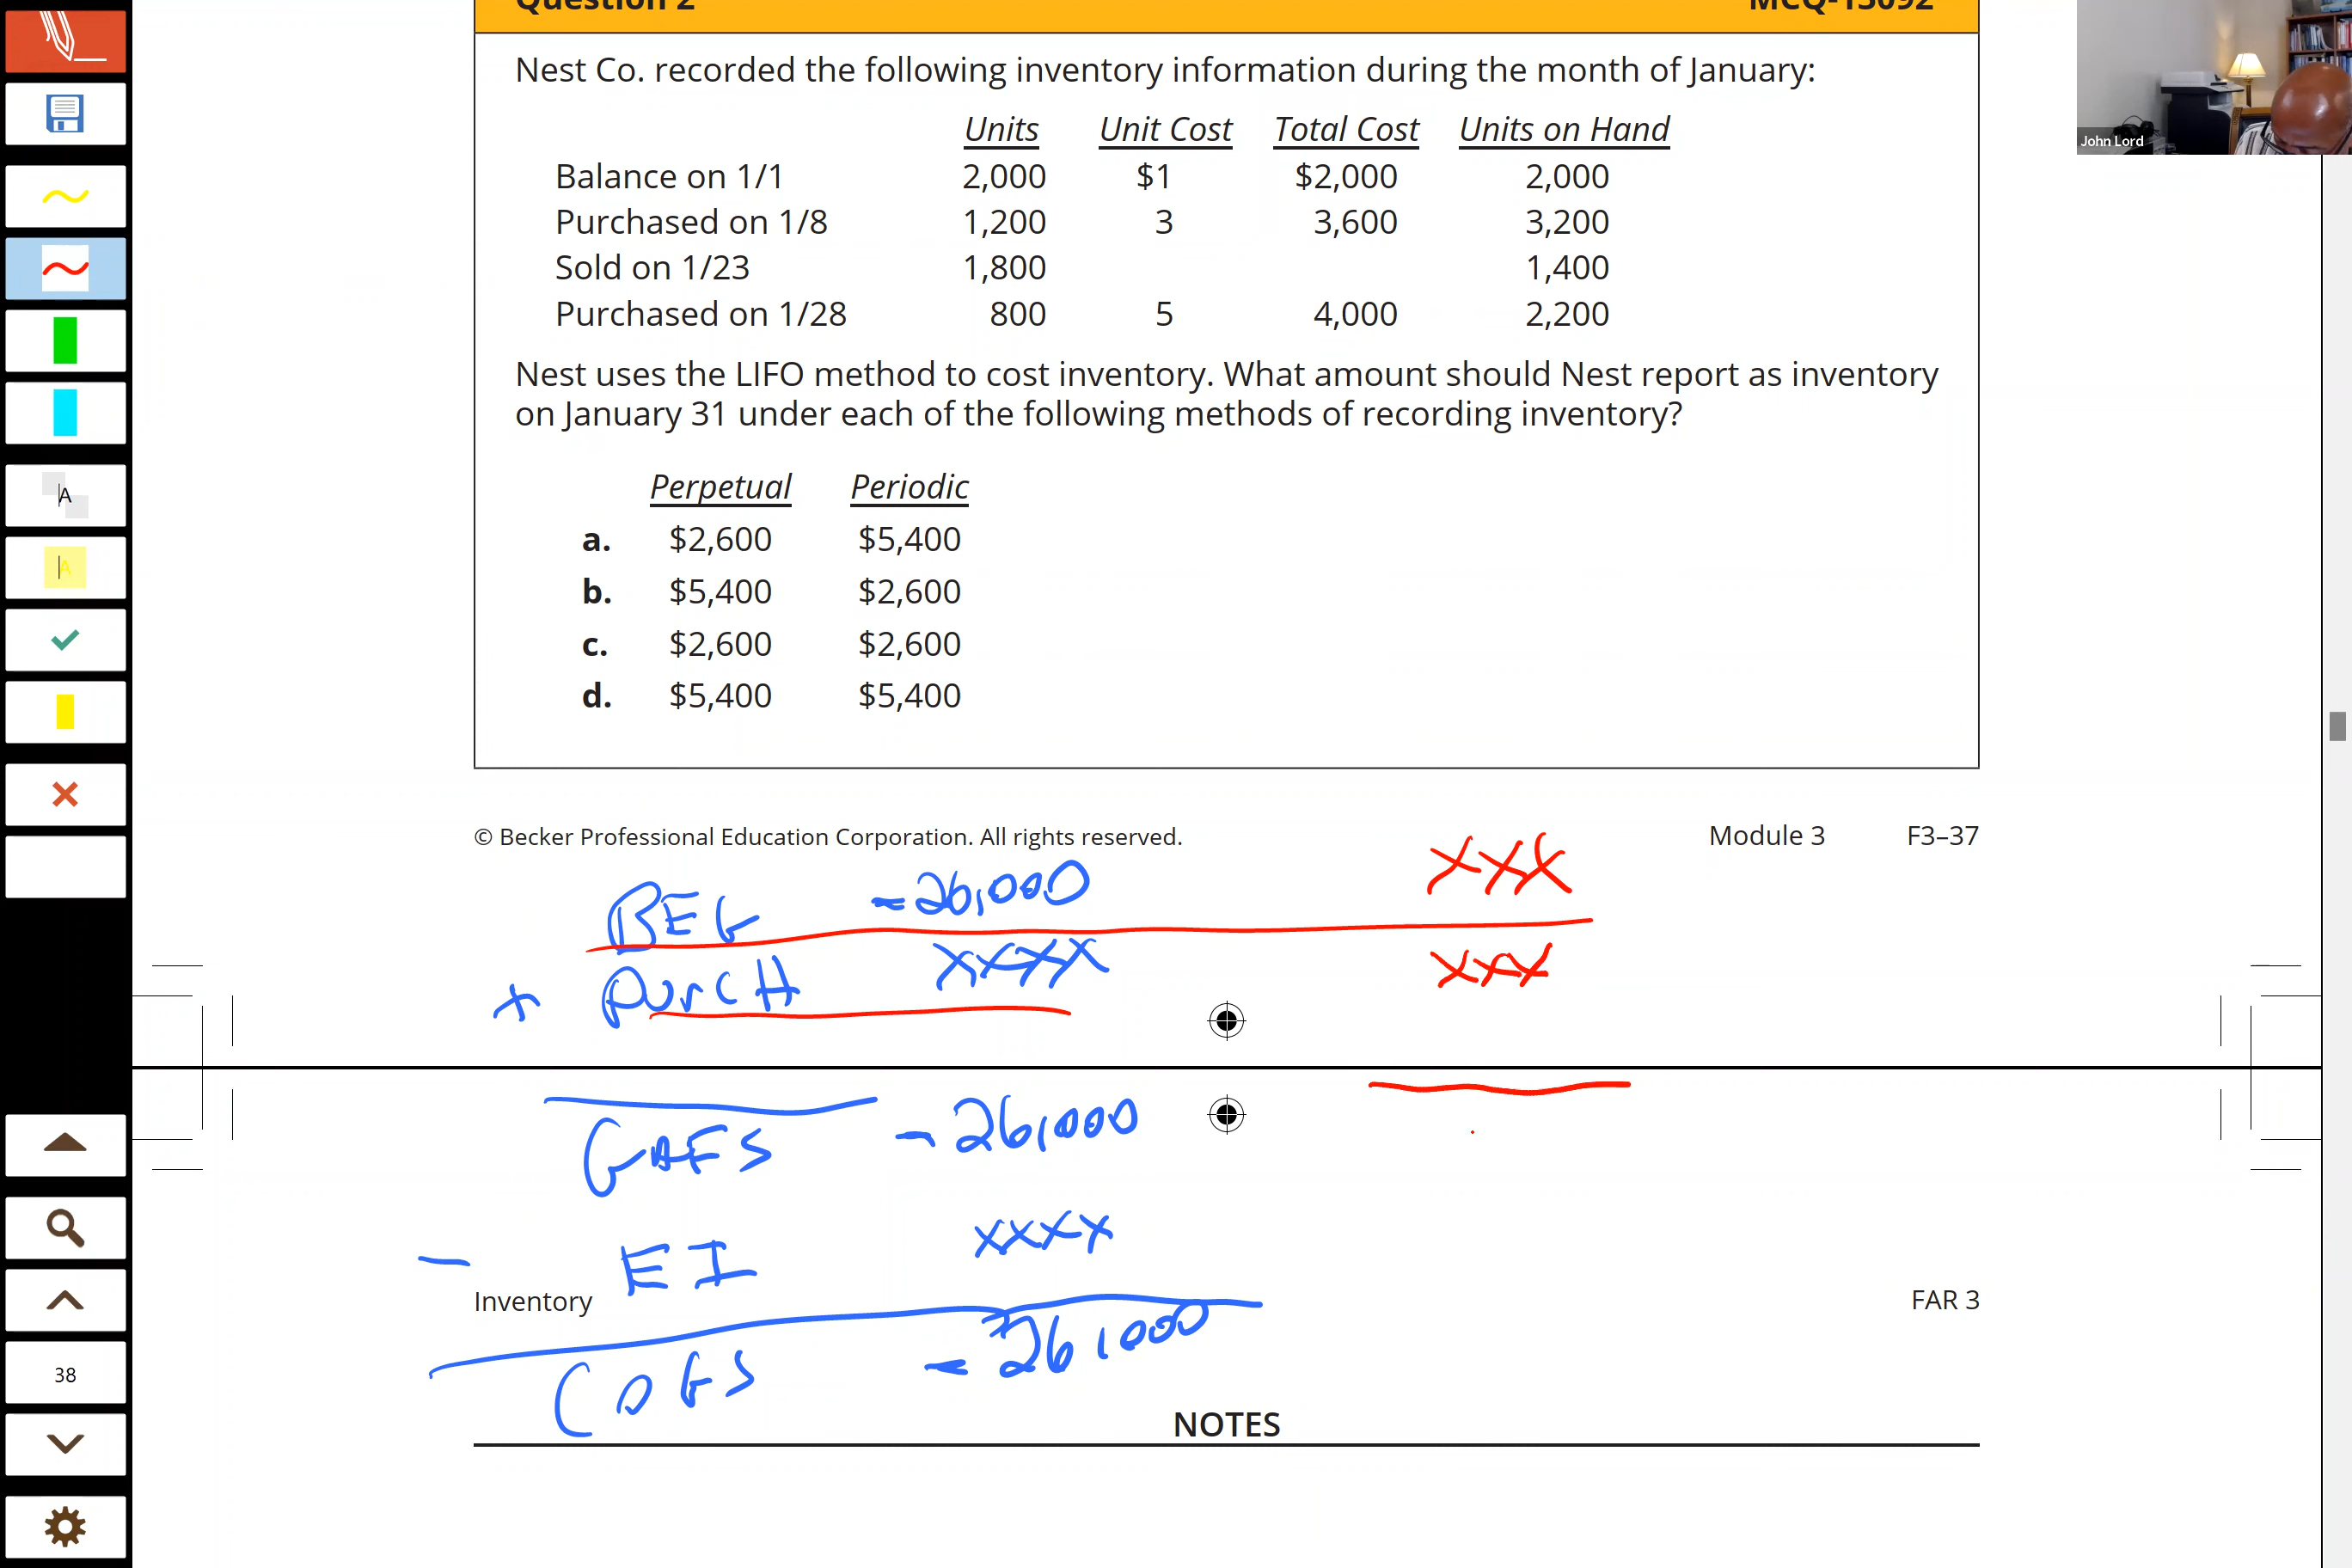 Question 2 MCQ-13092
John Lord
Nest Co. recorded the following inventory information during the month of January:
Units Unit Cost Total Cost Units on Hand
Balance on 1/1 2,000 $1 $2,000 2,000
Purchased on 1/8 1,200 3 3,600 3,200
Sold on 1/23 1,800 1,400
Purchased on 1/28 800 5 4,000 2,200
Nest uses the LIFO method to cost inventory. What amount should Nest report as inventory
on January 31 under each of the following methods of recording inventory?
Perpetual Periodic
a. $2,600 $5,400
b. $5,400 $2,600
c. $2,600 $2,600
d. $5,400 $5,400
© Becker Professional Education Corporation. All rights reserved. Module 3 F3–37
XXX
BEG -26,000
+ PURCH XXXX XXX
GAFS -26,000
- EI XXXX
Inventory FAR 3
COGS -26,000
NOTES
A
A
38